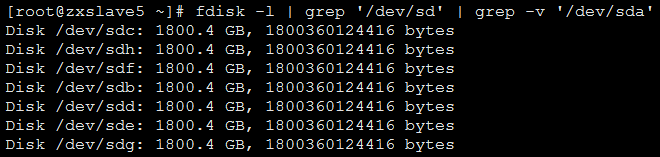 [root@zxslave5 ~]# fdisk -l | grep '/dev/sd' | grep -v '/dev/sda'
Disk /dev/sdc: 1800.4 GB, 1800360124416 bytes
Disk /dev/sdh: 1800.4 GB, 1800360124416 bytes
Disk /dev/sdf: 1800.4 GB, 1800360124416 bytes
Disk /dev/sdb: 1800.4 GB, 1800360124416 bytes
Disk /dev/sdd: 1800.4 GB, 1800360124416 bytes
Disk /dev/sde: 1800.4 GB, 1800360124416 bytes
Disk /dev/sdg: 1800.4 GB, 1800360124416 bytes